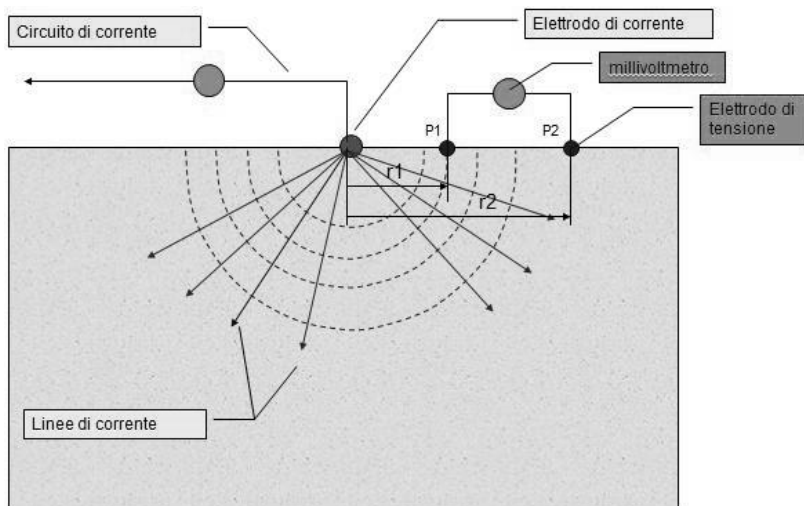 Circuito di corrente
Elettrodo di corrente
millivoltmetro
Elettrodo di
tensione
P1
P2
r1
r2
Linee di corrente